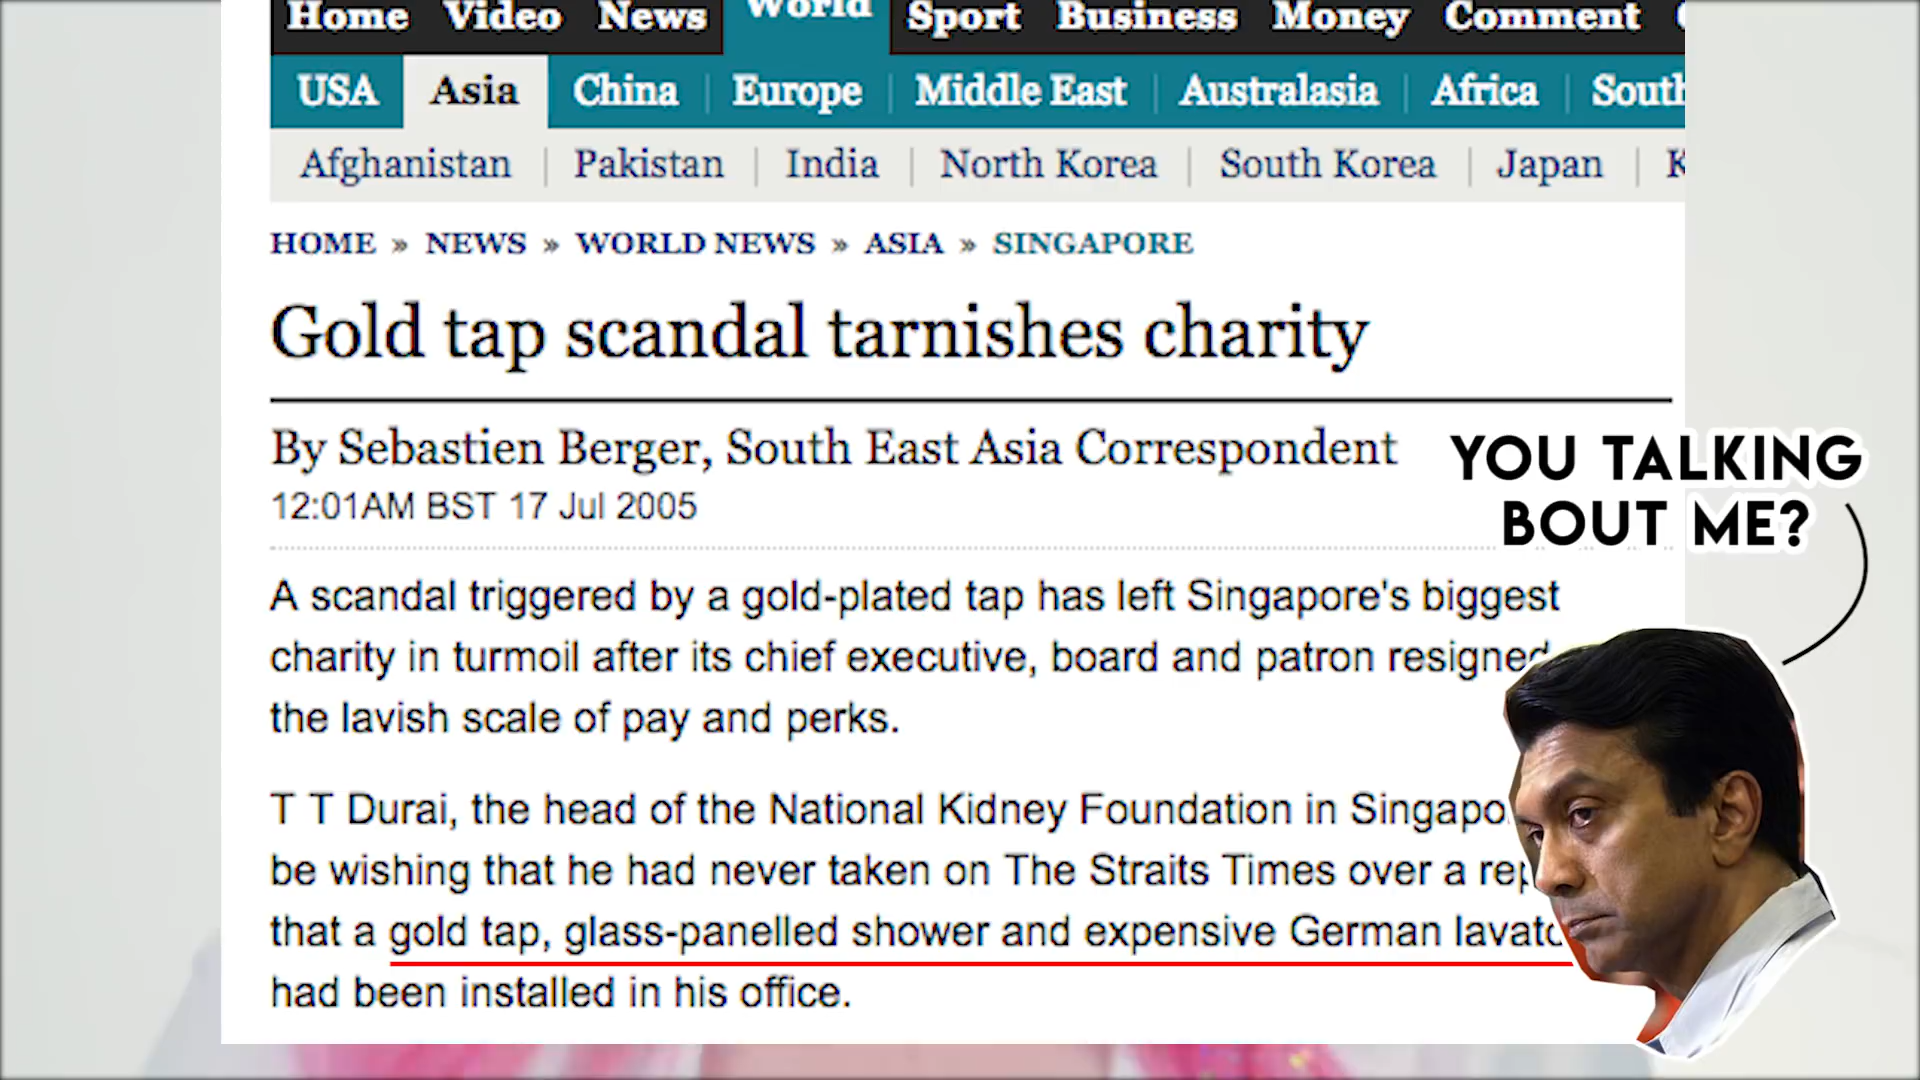 Home Video News World Sport Business Money Comment
USA Asia China Europe Middle East Australasia Africa South
Afghanistan Pakistan India North Korea South Korea Japan K
HOME » NEWS » WORLD NEWS » ASIA » SINGAPORE
Gold tap scandal tarnishes charity
By Sebastien Berger, South East Asia Correspondent
12:01AM BST 17 Jul 2005
YOU TALKING
BOUT ME?
A scandal triggered by a gold-plated tap has left Singapore's biggest
charity in turmoil after its chief executive, board and patron resigned
the lavish scale of pay and perks.
T T Durai, the head of the National Kidney Foundation in Singapo
be wishing that he had never taken on The Straits Times over a rep
that a gold tap, glass-panelled shower and expensive German lavato
had been installed in his office.